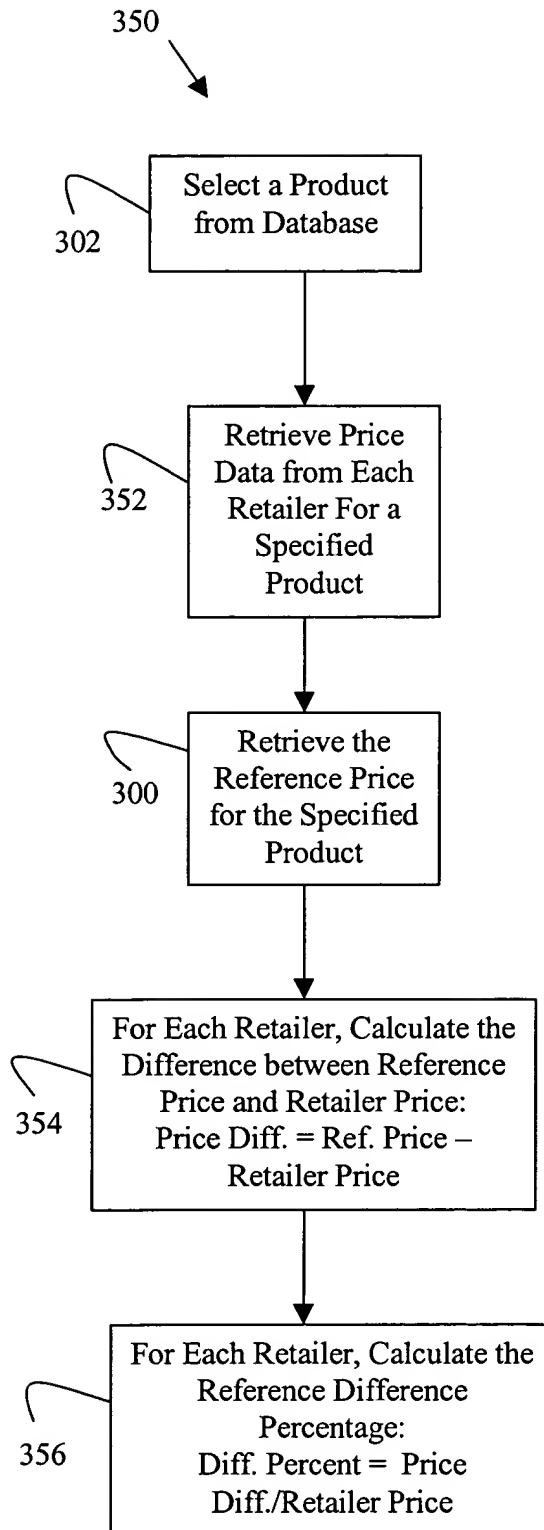 350
Select a Product
from Database
302
Retrieve Price
Data from Each
Retailer For a
Specified
Product
352
Retrieve the
Reference Price
for the Specified
Product
300
For Each Retailer, Calculate the
Difference between Reference
Price and Retailer Price:
Price Diff. = Ref. Price –
Retailer Price
354
For Each Retailer, Calculate the
Reference Difference
Percentage:
Diff. Percent = Price
Diff./Retailer Price
356